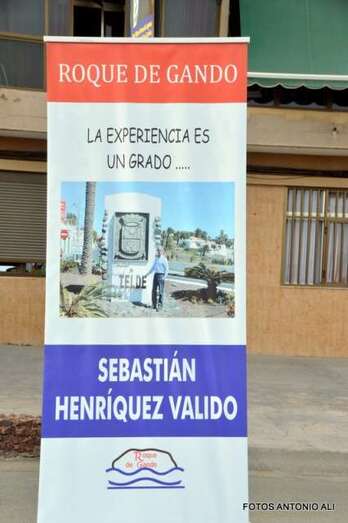 ROQUE DE GANDO
LA EXPERIENCIA ES
UN GRADO .....
TELDE
SEBASTIÁN
HENRÍQUEZ VALIDO
Roque
de Gando
FOTOS ANTONIO ALI